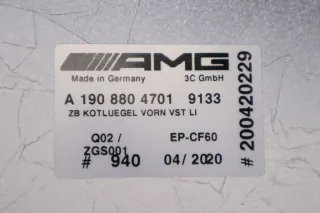 AMG
Made in Germany 3C GmbH
A 190 880 4701 9133
ZB KOTLUEGEL VORN VST LI
Q02 / EP-CF60
ZGS001
# 940 04/2020
# 200420229